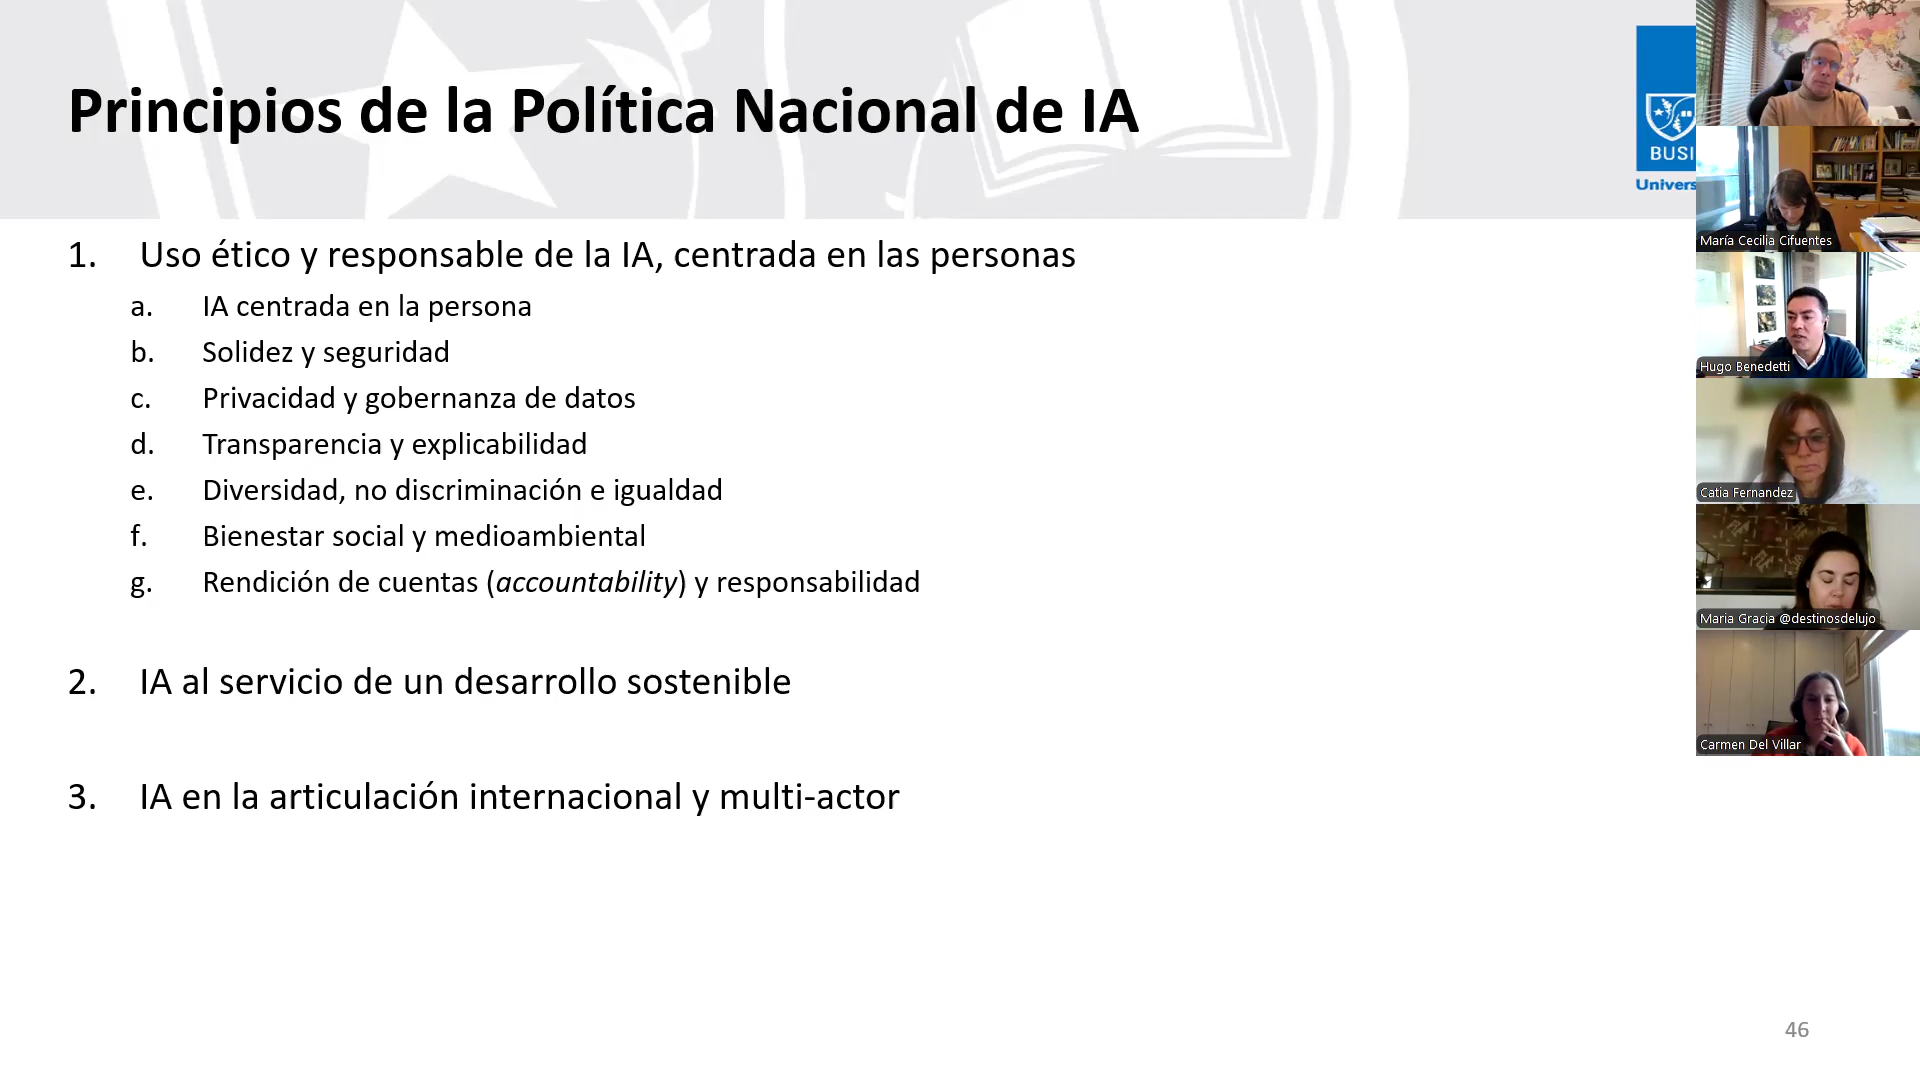 Principios de la Política Nacional de IA
BUSI
Univers
1. Uso ético y responsable de la IA, centrada en las personas
a. IA centrada en la persona
b. Solidez y seguridad
c. Privacidad y gobernanza de datos
d. Transparencia y explicabilidad
e. Diversidad, no discriminación e igualdad
f. Bienestar social y medioambiental
g. Rendición de cuentas (accountability) y responsabilidad
2. IA al servicio de un desarrollo sostenible
3. IA en la articulación internacional y multi-actor
María Cecilia Cifuentes
Hugo Benedetti
Catia Fernandez
Maria Gracia @destinosdelujo
Carmen Del Villar
46